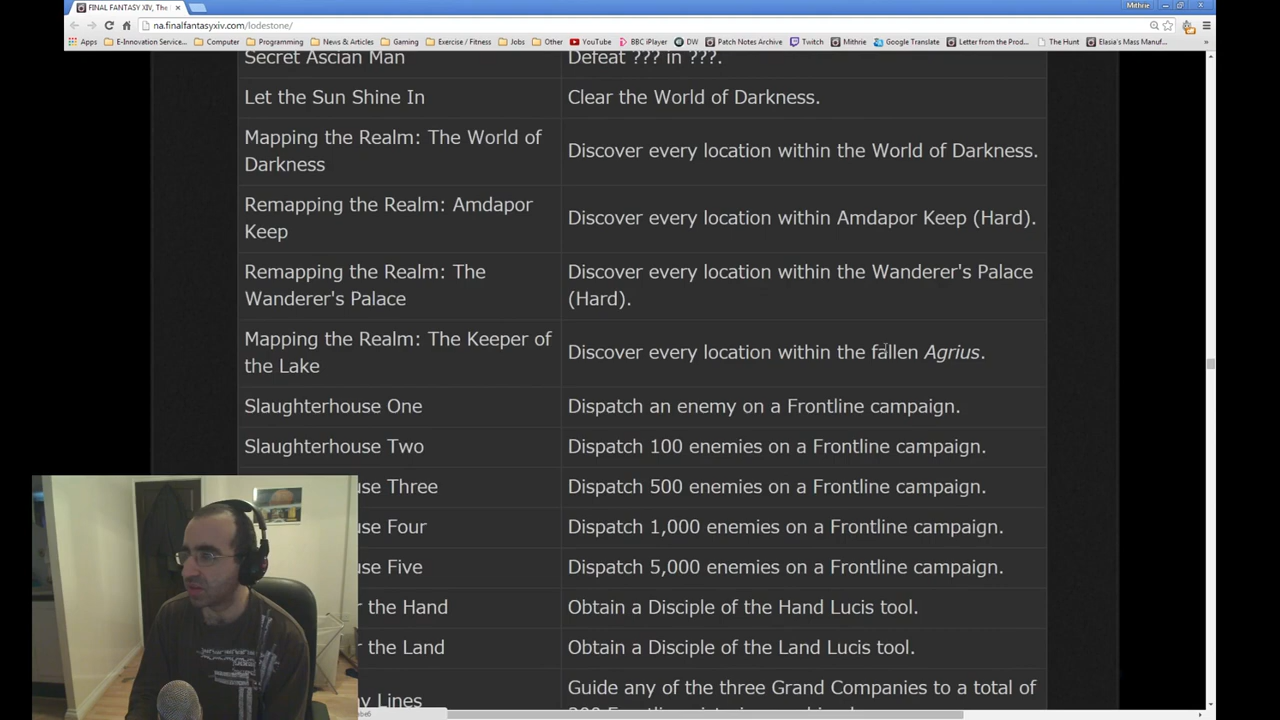 FINAL FANTASY XIV, The
Mithrie
na.finalfantasyxiv.com/lodestone/
Apps E-Innovation Service... Computer Programming News & Articles Gaming Exercise / Fitness Jobs Other YouTube BBC iPlayer DW Patch Notes Archive Twitch Mithrie Google Translate Letter from the Prod... The Hunt Elasia's Mass Manuf... »
Secret Ascian Man Defeat ??? in ???.
Let the Sun Shine In Clear the World of Darkness.
Mapping the Realm: The World of
Darkness
Discover every location within the World of Darkness.
Remapping the Realm: Amdapor
Keep
Discover every location within Amdapor Keep (Hard).
Remapping the Realm: The
Wanderer's Palace
Discover every location within the Wanderer's Palace
(Hard).
Mapping the Realm: The Keeper of
the Lake
Discover every location within the fallen Agrius.
Slaughterhouse One Dispatch an enemy on a Frontline campaign.
Slaughterhouse Two Dispatch 100 enemies on a Frontline campaign.
use Three Dispatch 500 enemies on a Frontline campaign.
use Four Dispatch 1,000 enemies on a Frontline campaign.
use Five Dispatch 5,000 enemies on a Frontline campaign.
r the Hand Obtain a Disciple of the Hand Lucis tool.
r the Land Obtain a Disciple of the Land Lucis tool.
y Lines
Guide any of the three Grand Companies to a total of